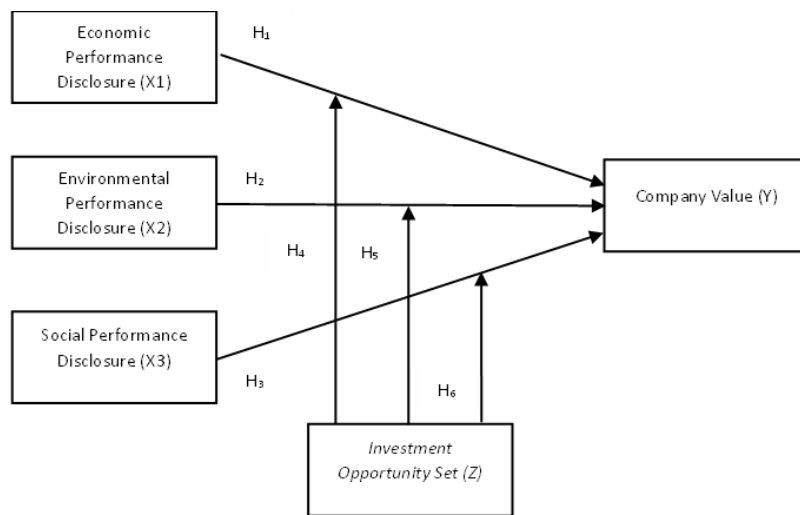 Economic
Performance
Disclosure (X1)
H₁
Environmental
Performance
Disclosure (X2)
H₂
Company Value (Y)
H₄
H₅
Social Performance
Disclosure (X3)
H₃
H₆
Investment
Opportunity Set (Z)